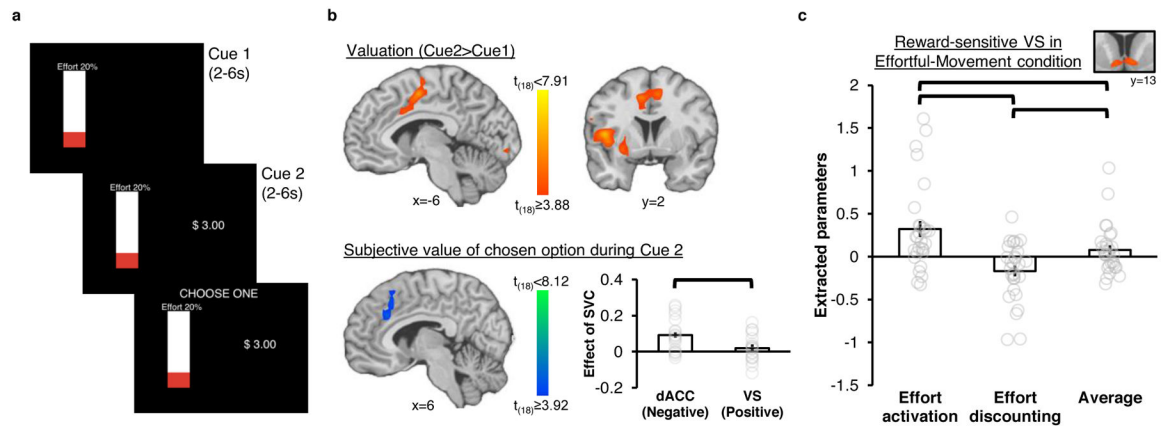 a
Cue 1
(2-6s)
Effort 20%
Cue 2
(2-6s)
Effort 20%
$ 3.00
CHOOSE ONE
Effort 20%
$ 3.00
b
Valuation (Cue2>Cue1)
t(18)<7.91
t(18)≥3.88
x=-6
y=2
Subjective value of chosen option during Cue 2
t(18)<8.12
t(18)≥3.92
x=6
Effect of SVC
0.4
0.2
0
-0.2
dACC
(Negative)
VS
(Positive)
c
Reward-sensitive VS in
Effortful-Movement condition
y=13
Extracted parameters
2
1.5
1
0.5
0
-0.5
-1
-1.5
Effort
activation
Effort
discounting
Average